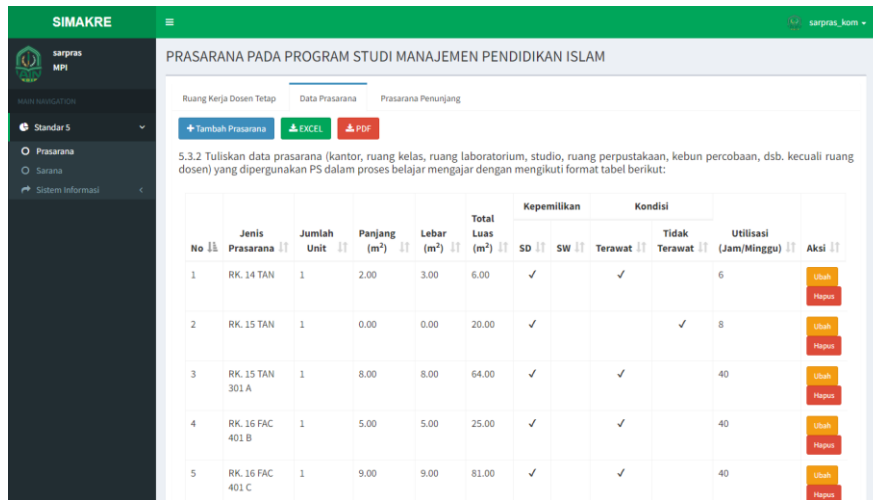 SIMAKRE
sarpras_kom
sarpras
MPI
MAIN NAVIGATION
Standar 5
Prasarana
Sarana
Sistem Informasi
PRASARANA PADA PROGRAM STUDI MANAJEMEN PENDIDIKAN ISLAM
Ruang Kerja Dosen Tetap Data Prasarana Prasarana Penunjang
+Tambah Prasarana EXCEL PDF
5.3.2 Tuliskan data prasarana (kantor, ruang kelas, ruang laboratorium, studio, ruang perpustakaan, kebun percobaan, dsb. kecuali ruang
dosen) yang dipergunakan PS dalam proses belajar mengajar dengan mengikuti format tabel berikut:
No Jenis Prasarana Jumlah Unit Panjang (m²) Lebar (m²) Total Luas (m²) Kepemilikan SD SW Kondisi Terawat Tidak Terawat Utilisasi (Jam/Minggu) Aksi
1 RK. 14 TAN 1 2.00 3.00 6.00 ✓ ✓ 6 Ubah
Hapus
2 RK. 15 TAN 1 0.00 0.00 20.00 ✓ ✓ 8 Ubah
Hapus
3 RK. 15 TAN 1 8.00 8.00 64.00 ✓ ✓ 40 Ubah
301 A Hapus
4 RK. 16 FAC 1 5.00 5.00 25.00 ✓ ✓ 40 Ubah
401 B Hapus
5 RK. 16 FAC 1 9.00 9.00 81.00 ✓ ✓ 40 Ubah
401 C Hapus